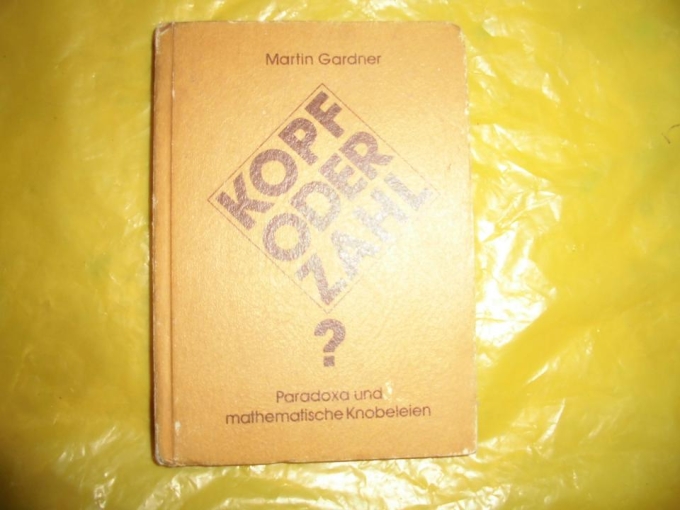 Martin Gardner
KOPF
ODER
ZAHL
?
Paradoxa und
mathematische Knobeleien